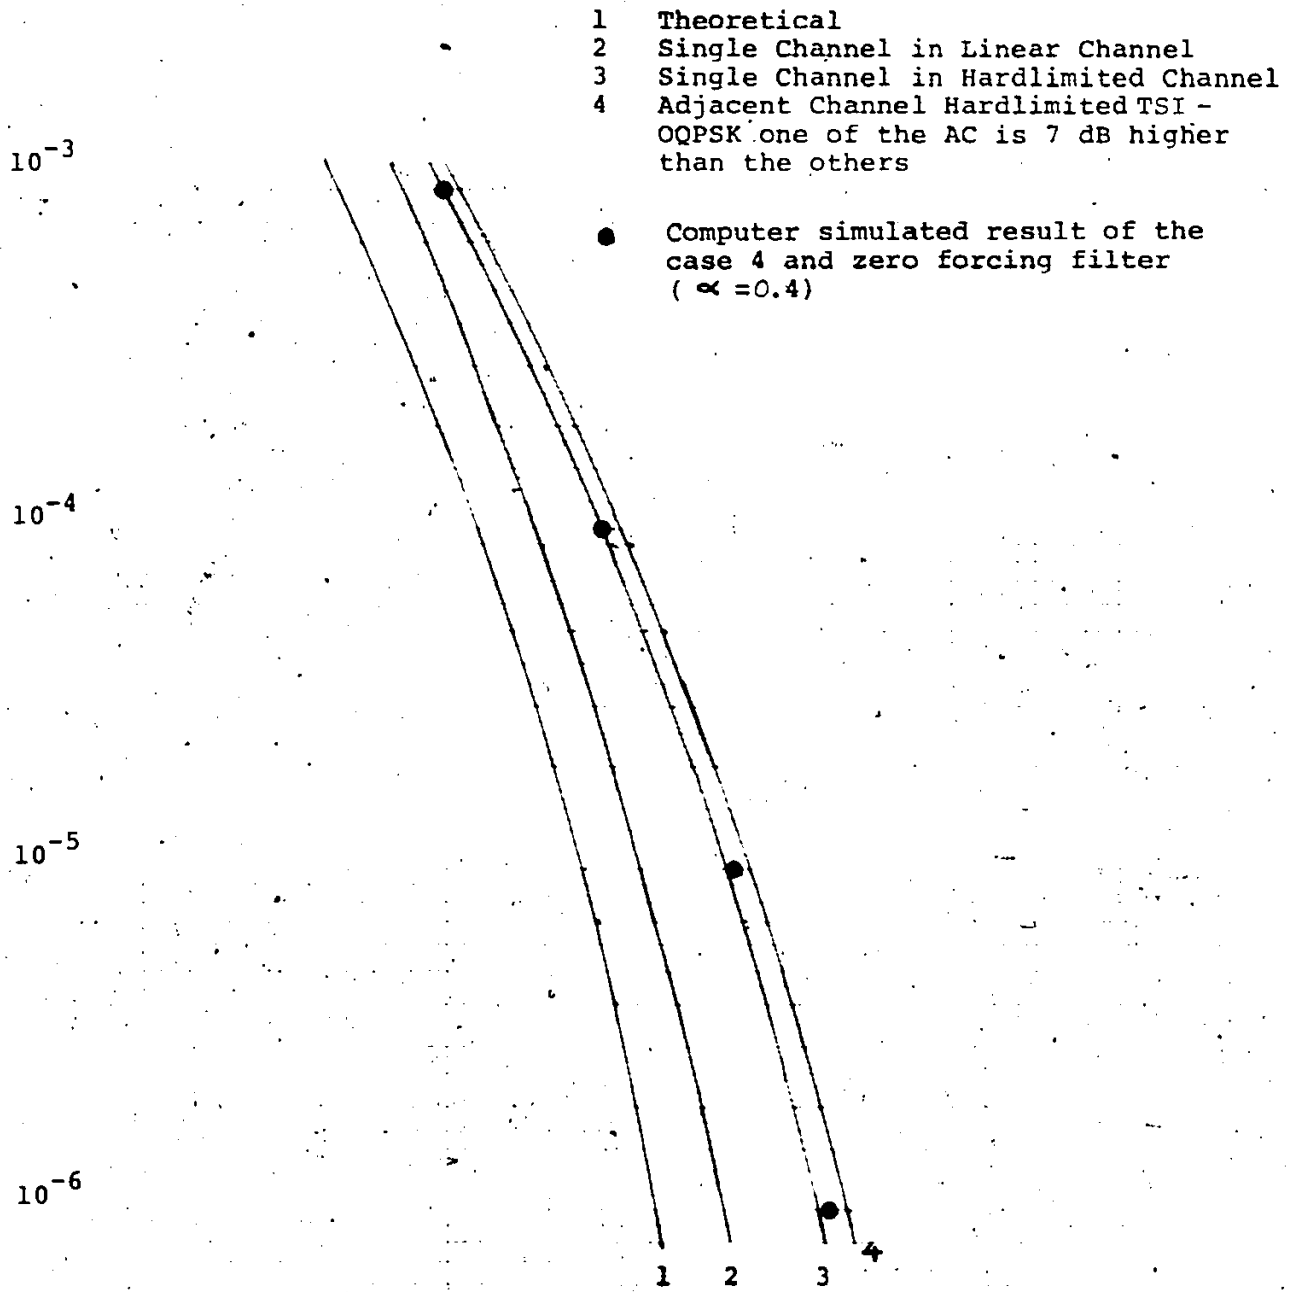 1 Theoretical
2 Single Channel in Linear Channel
3 Single Channel in Hardlimited Channel
4 Adjacent Channel Hardlimited TSI -
OQPSK one of the AC is 7 dB higher
than the others
● Computer simulated result of the
case 4 and zero forcing filter
( ∝ =0.4)
10⁻³
10⁻⁴
10⁻⁵
10⁻⁶
1 2 3 4